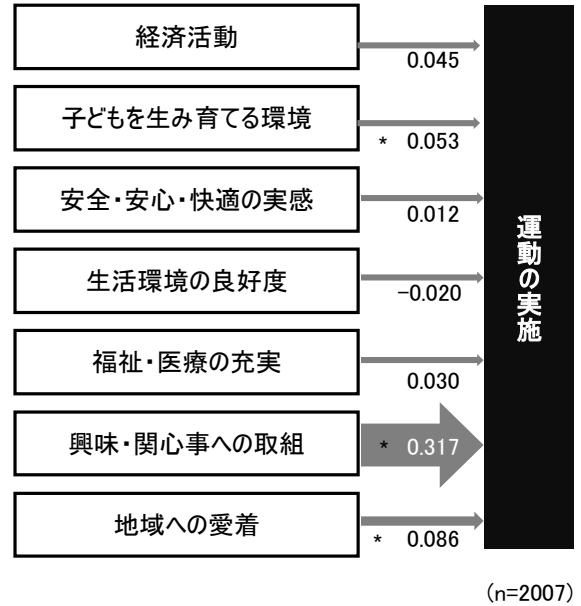 経済活動
0.045
子どもを生み育てる環境
* 0.053
安全・安心・快適の実感
0.012
生活環境の良好度
-0.020
福祉・医療の充実
0.030
興味・関心事への取組
* 0.317
地域への愛着
* 0.086
運動の実施
(n=2007)